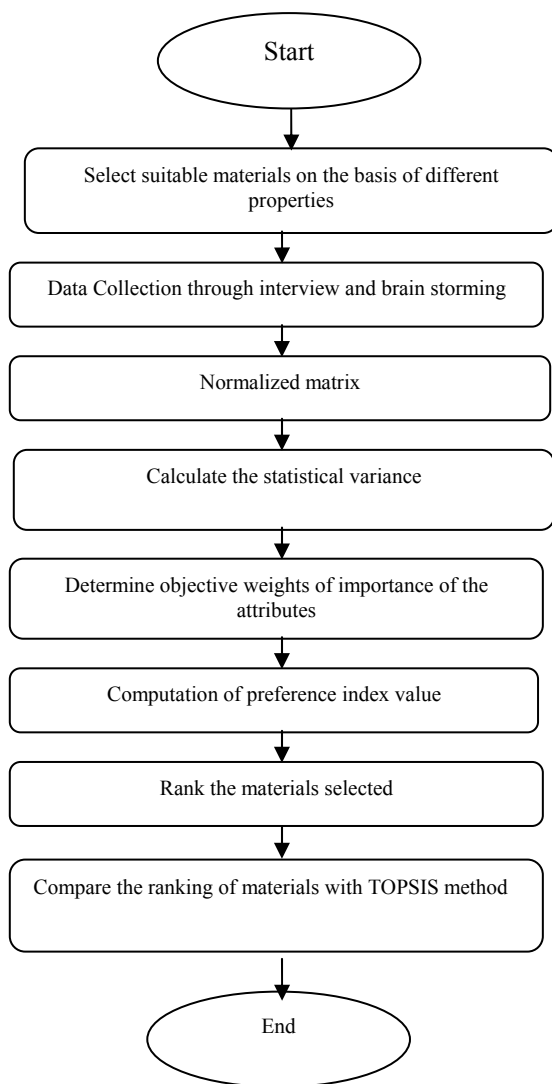 Start
Select suitable materials on the basis of different
properties
Data Collection through interview and brain storming
Normalized matrix
Calculate the statistical variance
Determine objective weights of importance of the
attributes
Computation of preference index value
Rank the materials selected
Compare the ranking of materials with TOPSIS method
End